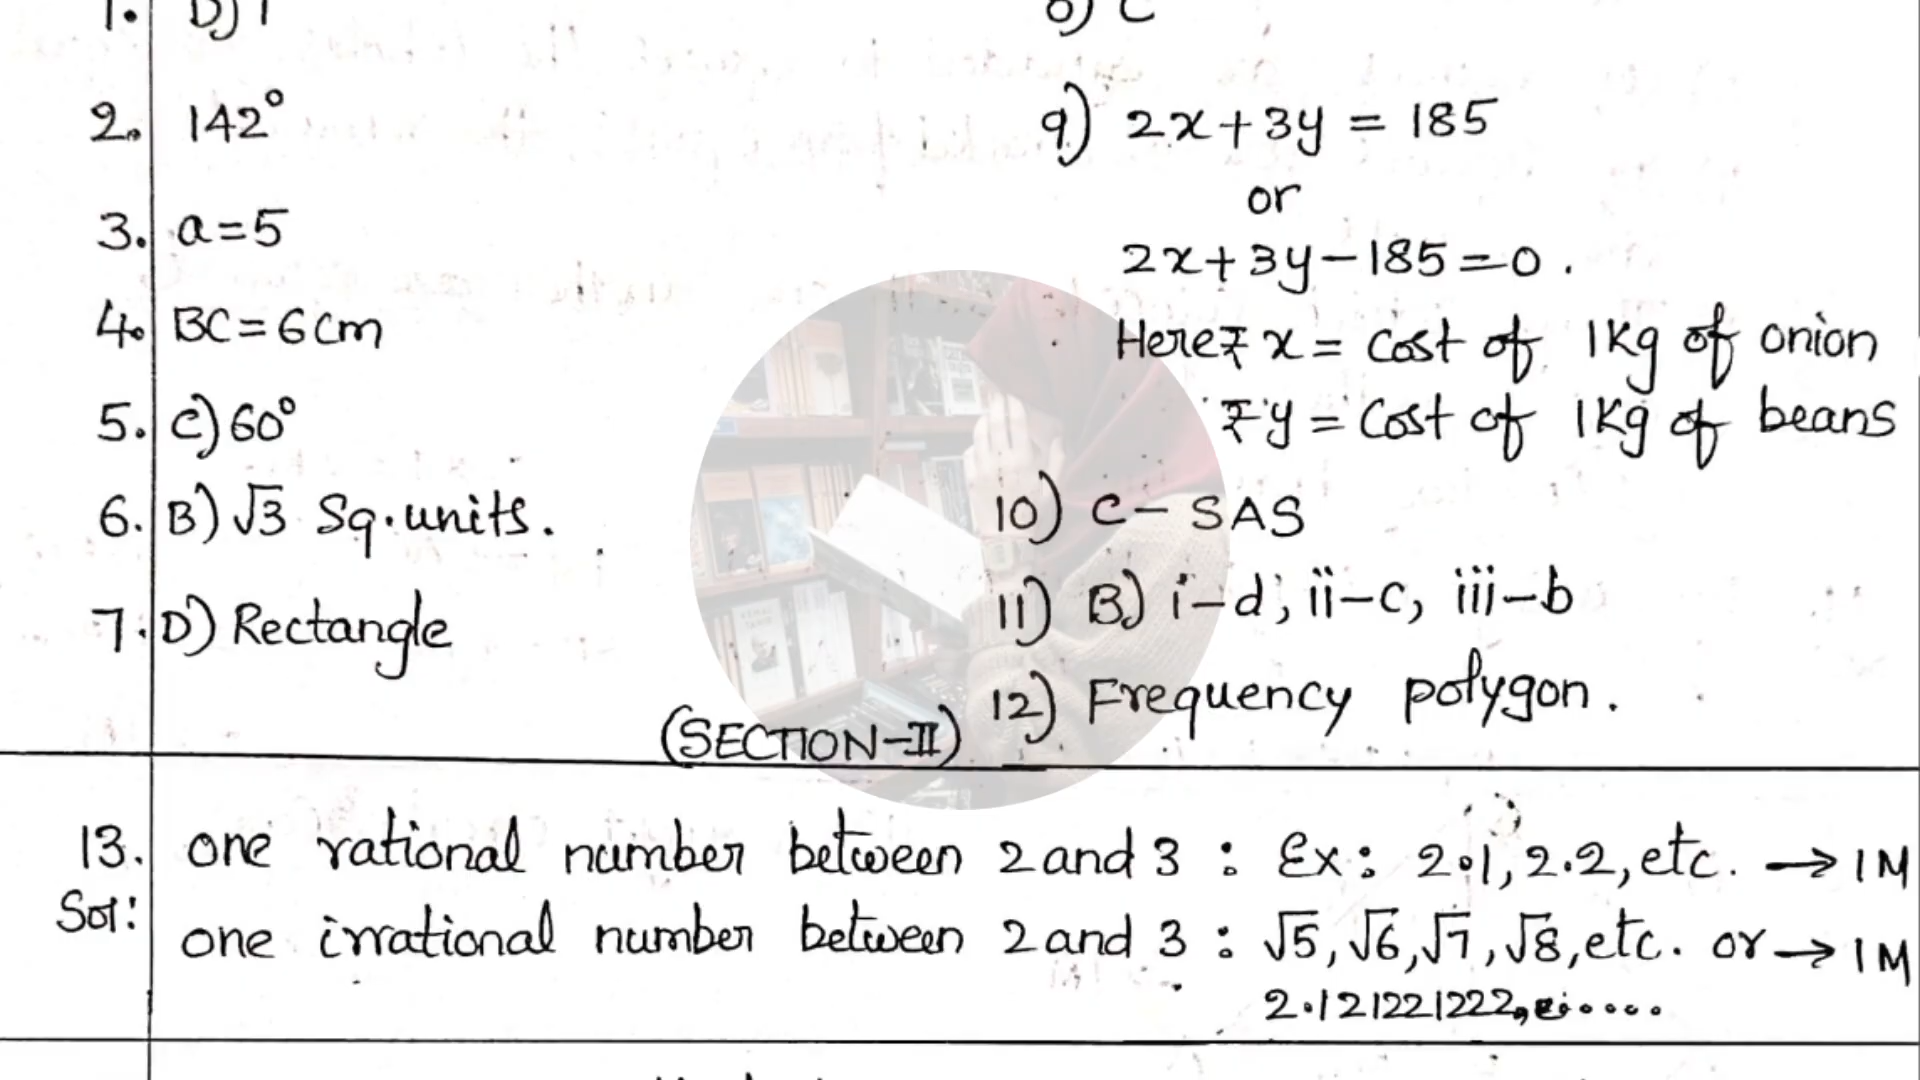 1. D) 1
2. 142°
3. a=5
4. BC=6cm
5. C) 60°
6. B) √3 Sq.units.
7. D) Rectangle
8) C
9) 2x+3y = 185
or
2x+3y-185=0.
Here ₹ x = Cost of 1Kg of onion
₹ y = Cost of 1Kg of beans
10) C- SAS
11) B) i-d; ii-c, iii-b
12) Frequency polygon.
(SECTION-II)
13. one rational number between 2 and 3 : Ex: 2.1, 2.2, etc. → 1M
Sol: one irrational number between 2 and 3 : √5, √6, √7, √8, etc. or → 1M
2.121221222